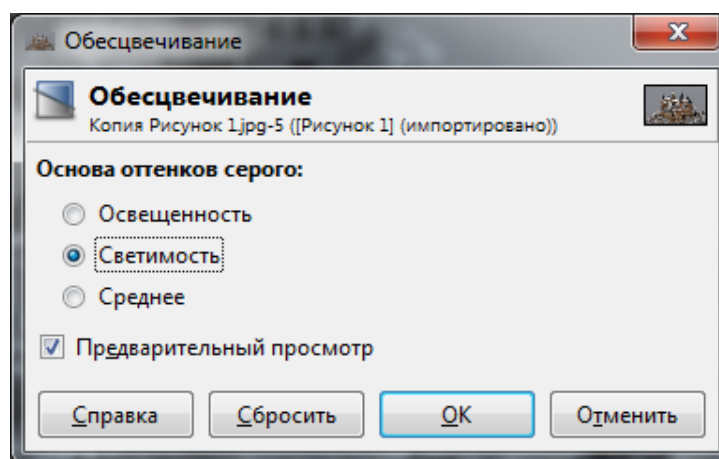 Обесцвечивание
Обесцвечивание
Копия Рисунок 1.jpg-5 ([Рисунок 1] (импортировано))
Основа оттенков серого:
Освещенность
Светимость
Среднее
Предварительный просмотр
Справка
Сбросить
OK
Отменить